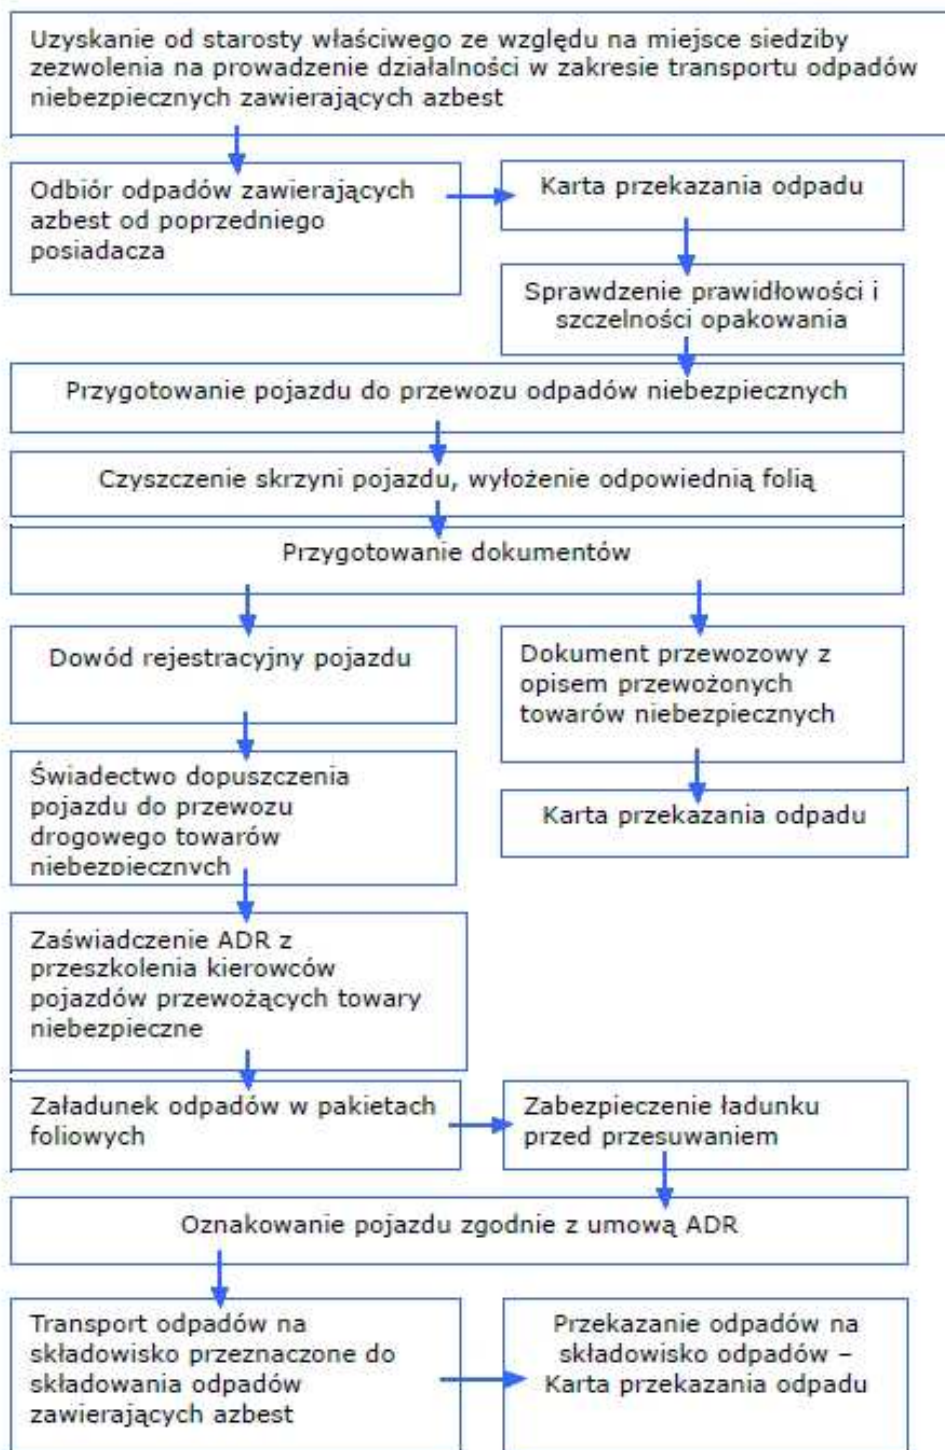 Uzyskanie od starosty właściwego ze względu na miejsce siedziby
zezwolenia na prowadzenie działalności w zakresie transportu odpadów
niebezpiecznych zawierających azbest
Odbiór odpadów zawierających
azbest od poprzedniego
posiadacza
Karta przekazania odpadu
Sprawdzenie prawidłowości i
szczelności opakowania
Przygotowanie pojazdu do przewozu odpadów niebezpiecznych
Czyszczenie skrzyni pojazdu, wyłożenie odpowiednią folią
Przygotowanie dokumentów
Dowód rejestracyjny pojazdu
Świadectwo dopuszczenia
pojazdu do przewozu
drogowego towarów
niebezpiecznych
Zaświadczenie ADR z
przeszkolenia kierowców
pojazdów przewożących towary
niebezpieczne
Dokument przewozowy z
opisem przewożonych
towarów niebezpiecznych
Karta przekazania odpadu
Załadunek odpadów w pakietach
foliowych
Zabezpieczenie ładunku
przed przesuwaniem
Oznakowanie pojazdu zgodnie z umową ADR
Transport odpadów na
składowisko przeznaczone do
składowania odpadów
zawierających azbest
Przekazanie odpadów na
składowisko odpadów –
Karta przekazania odpadu